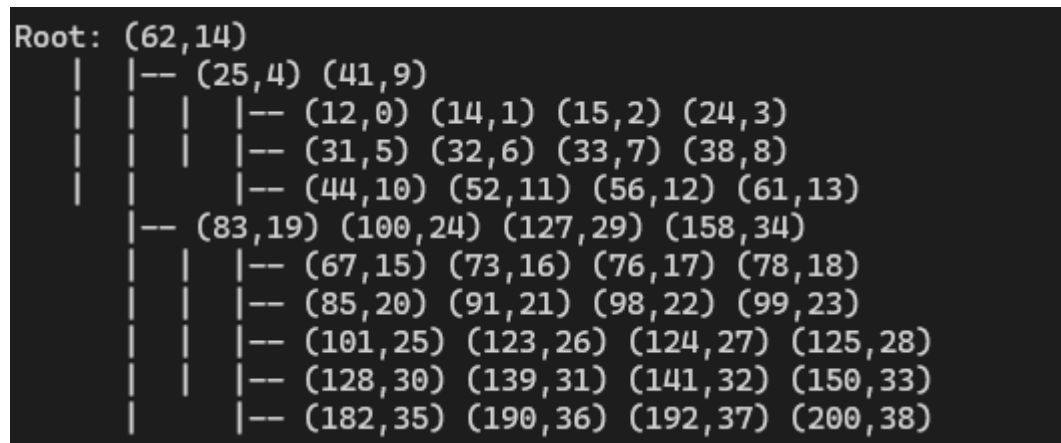 Root: (62,14)
   |  |-- (25,4) (41,9)
   |  |  |  |-- (12,0) (14,1) (15,2) (24,3)
   |  |  |  |-- (31,5) (32,6) (33,7) (38,8)
   |  |     |-- (44,10) (52,11) (56,12) (61,13)
      |-- (83,19) (100,24) (127,29) (158,34)
      |  |  |-- (67,15) (73,16) (76,17) (78,18)
      |  |  |-- (85,20) (91,21) (98,22) (99,23)
      |  |  |-- (101,25) (123,26) (124,27) (125,28)
      |  |  |-- (128,30) (139,31) (141,32) (150,33)
      |     |-- (182,35) (190,36) (192,37) (200,38)